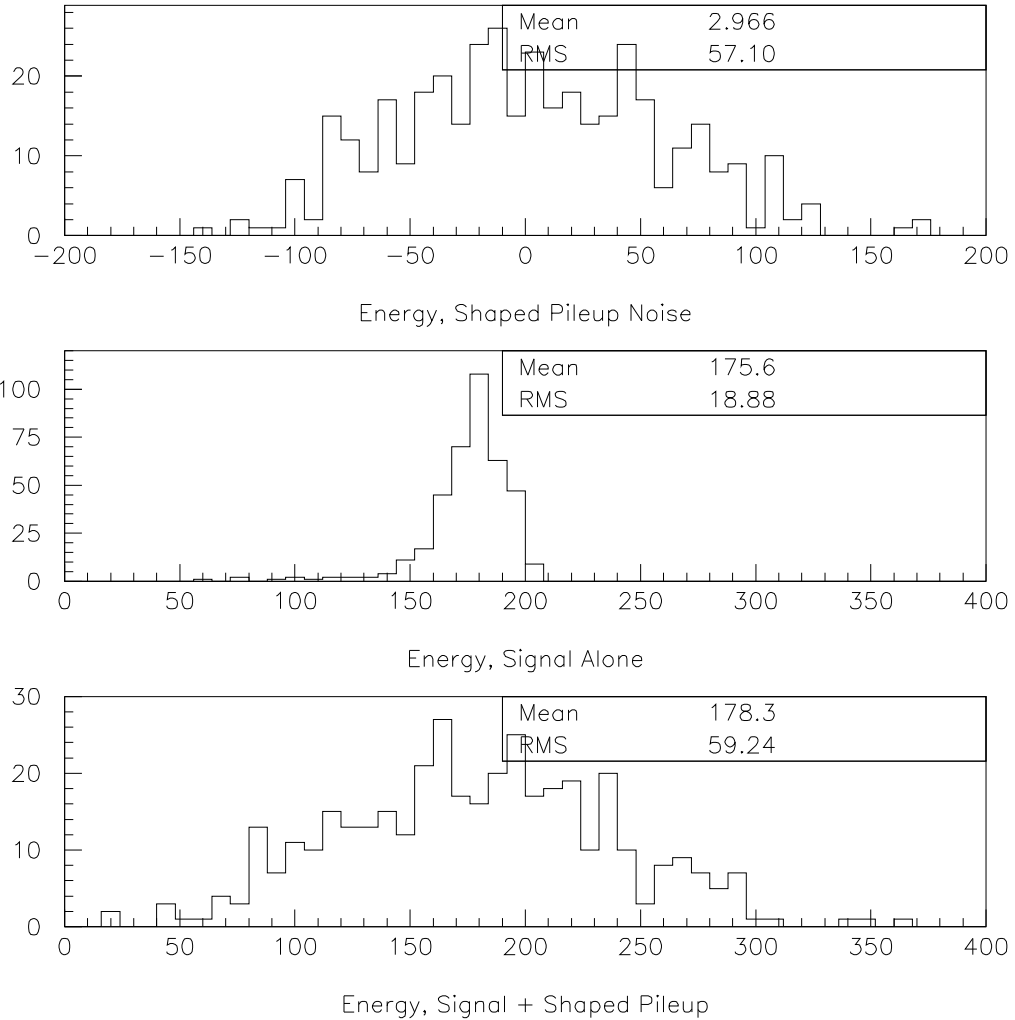 Mean 2.966
RMS 57.10
20
10
0
−200 −150 −100 −50 0 50 100 150 200
Energy, Shaped Pileup Noise
Mean 175.6
RMS 18.88
100
75
50
25
0
0 50 100 150 200 250 300 350 400
Energy, Signal Alone
30
Mean 178.3
RMS 59.24
20
10
0
0 50 100 150 200 250 300 350 400
Energy, Signal + Shaped Pileup